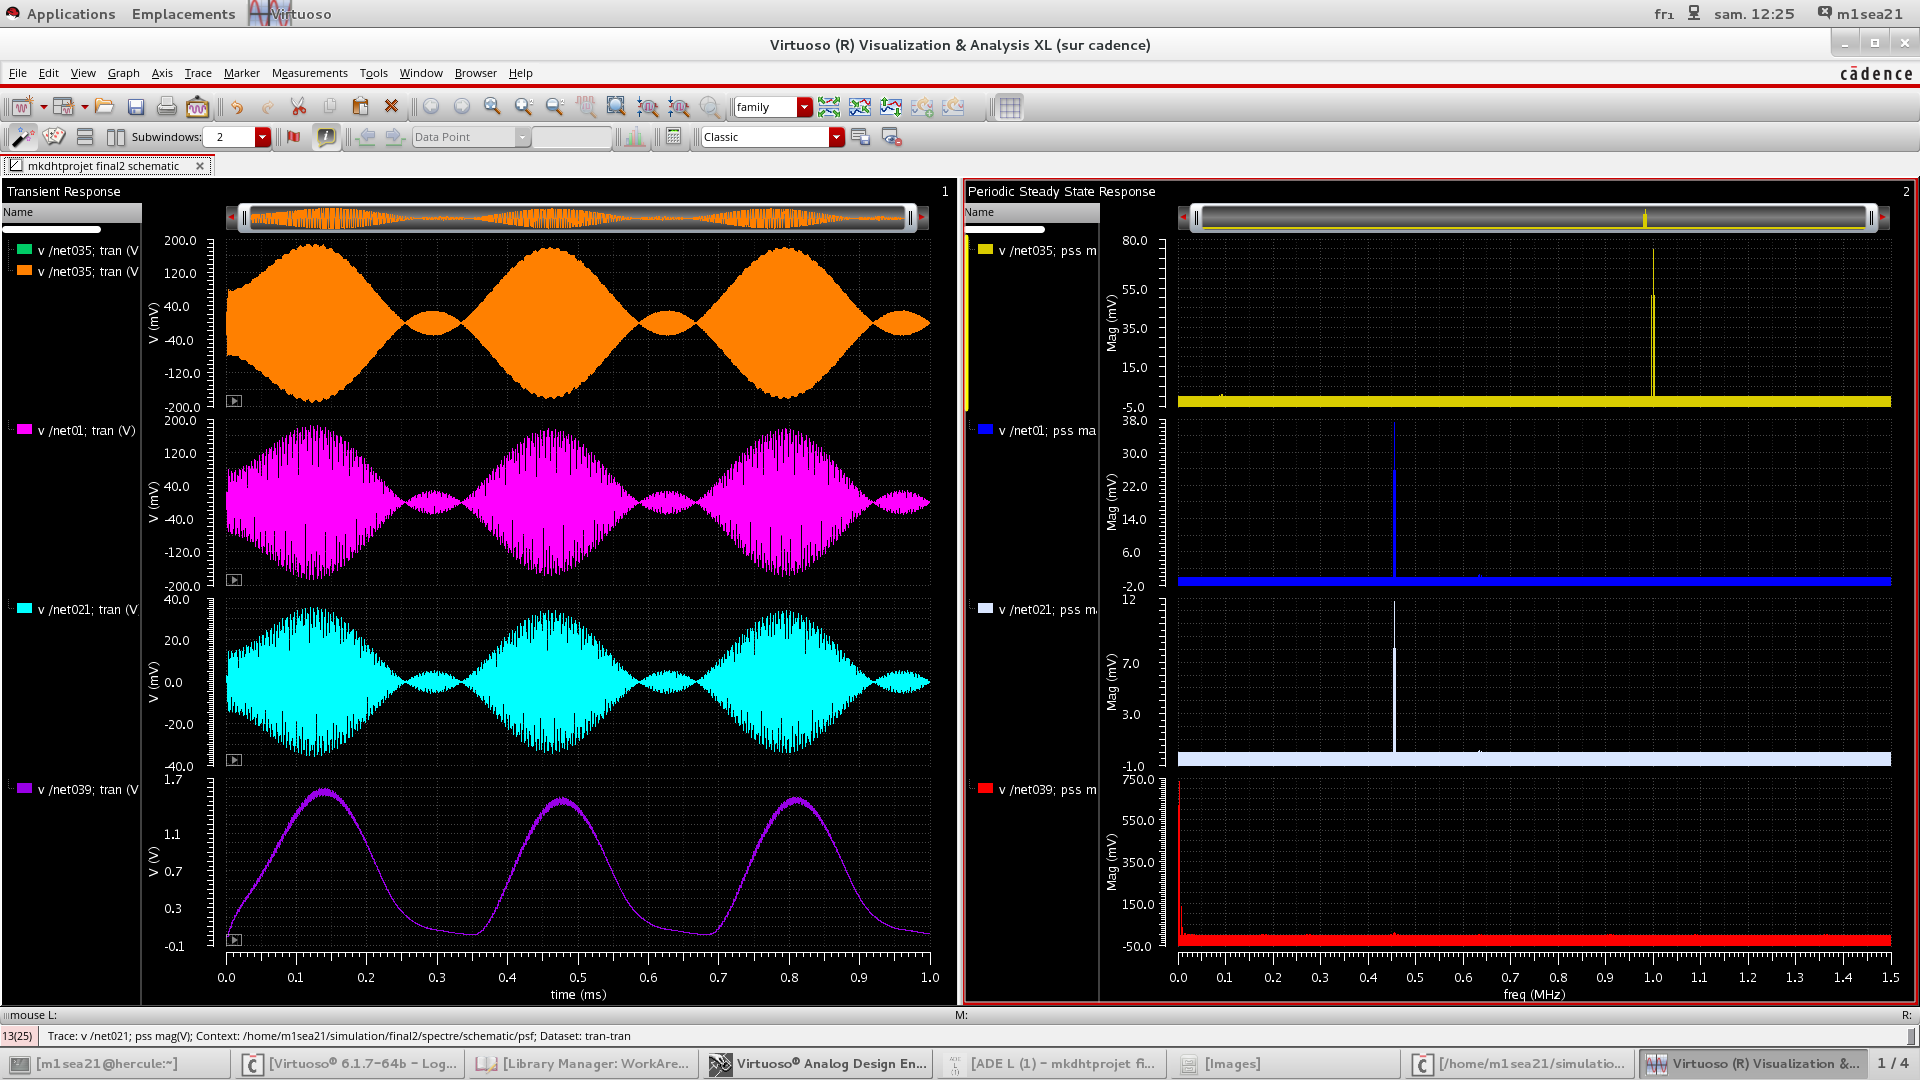 Applications Emplacements Virtuoso fr1 sam. 12:25 m1sea21
Virtuoso (R) Visualization & Analysis XL (sur cadence)
File Edit View Graph Axis Trace Marker Measurements Tools Window Browser Help cādence
family
Subwindows: 2 Data Point Classic
mkdhtprojet final2 schematic
Transient Response 1
Name
v /net035; tran (V
v /net035; tran (V
200.0
120.0
40.0
-40.0
-120.0
-200.0
V (mV)
v /net01; tran (V)
200.0
120.0
40.0
-40.0
-120.0
-200.0
V (mV)
v /net021; tran (V
40.0
20.0
0.0
-20.0
-40.0
V (mV)
v /net039; tran (V
1.7
1.1
0.7
0.3
-0.1
V (V)
0.0 0.1 0.2 0.3 0.4 0.5 0.6 0.7 0.8 0.9 1.0
time (ms)
Periodic Steady State Response 2
Name
v /net035; pss m
80.0
55.0
35.0
15.0
-5.0
Mag (mV)
v /net01; pss ma
38.0
30.0
22.0
14.0
6.0
-2.0
Mag (mV)
v /net021; pss m
12
7.0
3.0
-1.0
Mag (mV)
v /net039; pss m
750.0
550.0
350.0
150.0
-50.0
Mag (mV)
0.0 0.1 0.2 0.3 0.4 0.5 0.6 0.7 0.8 0.9 1.0 1.1 1.2 1.3 1.4 1.5
freq (MHz)
mouse L: M: R:
13(25) Trace: v /net021; pss mag(V); Context: /home/m1sea21/simulation/final2/spectre/schematic/psf; Dataset: tran-tran
[m1sea21@hercule:~] [Virtuoso® 6.1.7-64b - Log... [Library Manager: WorkAre... Virtuoso® Analog Design En... [ADE L (1) - mkdhtprojet fi... [Images] [/home/m1sea21/simulatio... Virtuoso (R) Visualization &... 1 / 4